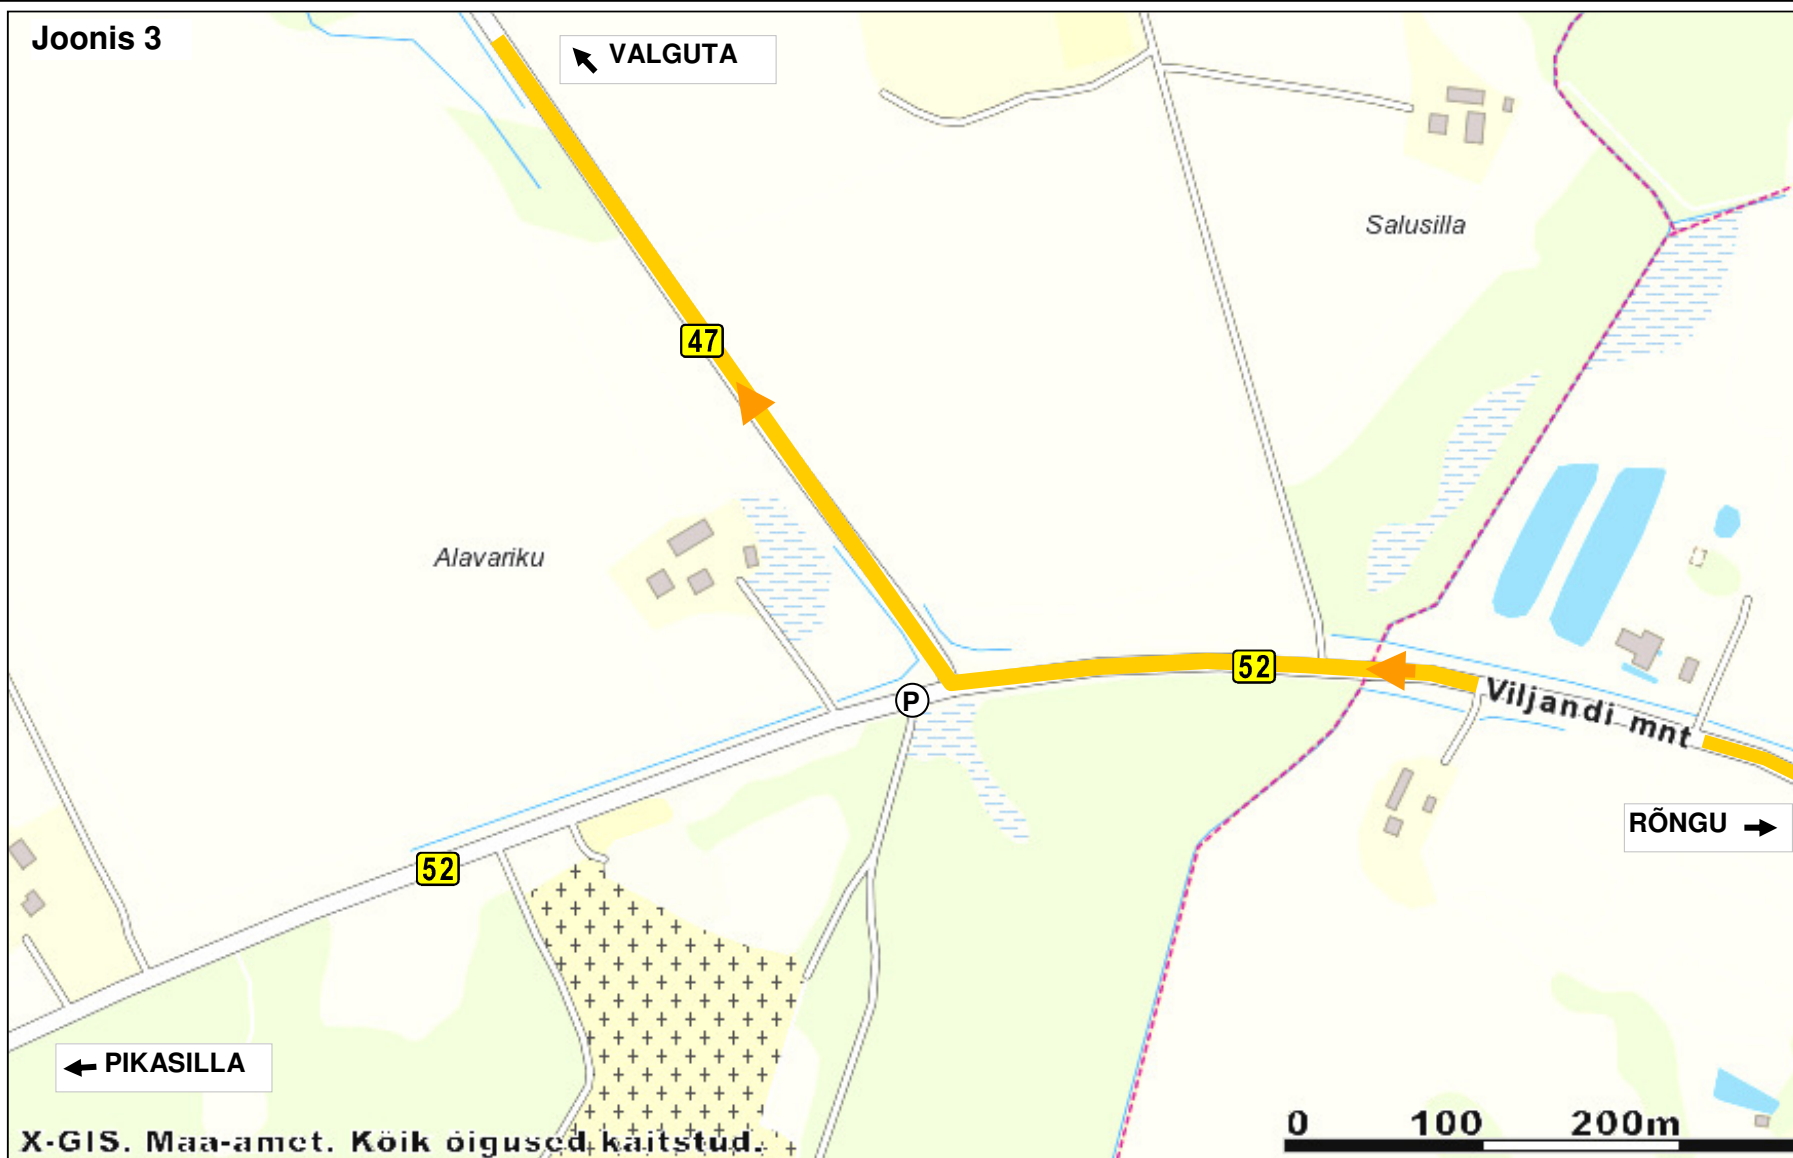 Joonis 3
VALGUTA
Salusilla
47
Alavariku
52
P
Viljandi mnt
RÕNGU
52
PIKASILLA
0 100 200m
X-GIS. Maa-amet. Kõik õigused kaitstud.